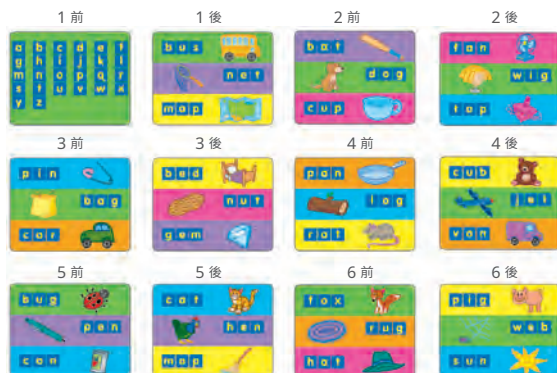 1 前
a b c d e f
g h i j k l
m n o p q r
s t u v w x
y z
1 後
bus
net
map
2 前
bat
dog
cup
2 後
fan
wig
top
3 前
pin
bag
car
3 後
bed
nut
gem
4 前
pan
log
rat
4 後
cub
jet
van
5 前
bug
pen
can
5 後
cat
hen
mop
6 前
fox
rug
hat
6 後
pig
web
sun